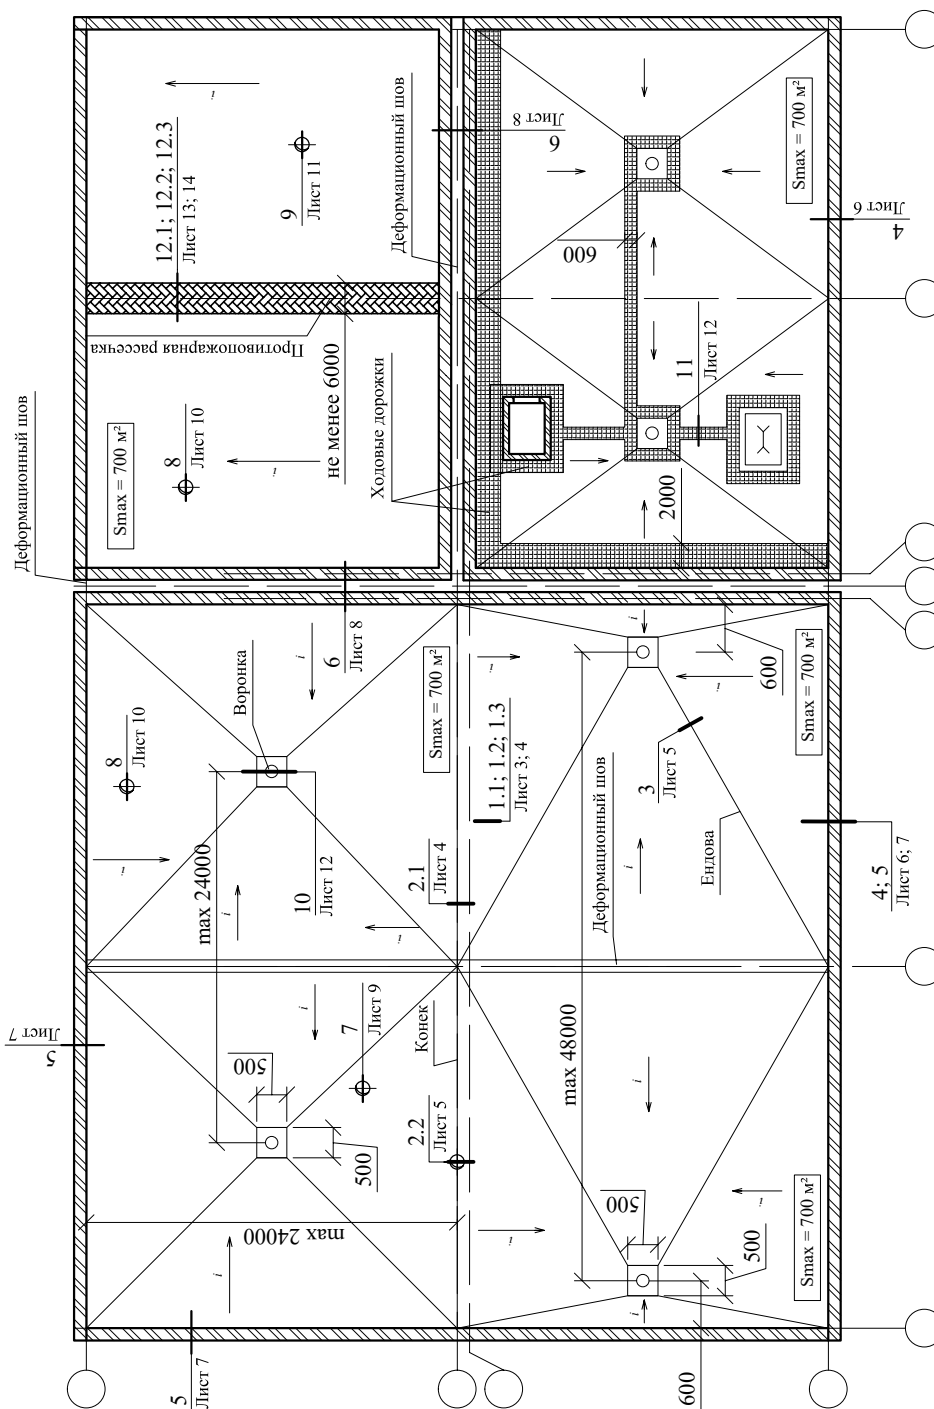 Деформационный шов
12.1; 12.2; 12.3
Лист 13; 14
i
9
Лист 11
Деформационный шов
6
Лист 8
Smax = 700 м²
4
Лист 6
600
Противопожарная рассечка
не менее 6000
Ходовые дорожки
11
Лист 12
2000
8
Лист 10
Smax = 700 м²
i
6
Лист 8
i
Воронка
8
Лист 10
Smax = 700 м²
i
600
i
Smax = 700 м²
1.1; 1.2; 1.3
Лист 3; 4
3
Лист 5
i
max 24000
10
Лист 12
2.1
Лист 4
Деформационный шов
i
Ендова
4; 5
Лист 6; 7
i
i
i
5
Лист 7
i
7
Лист 9
Конек
max 48000
i
500
500
2.2
Лист 5
max 24000
i
500
500
i
Smax = 700 м²
i
i
5
Лист 7
600